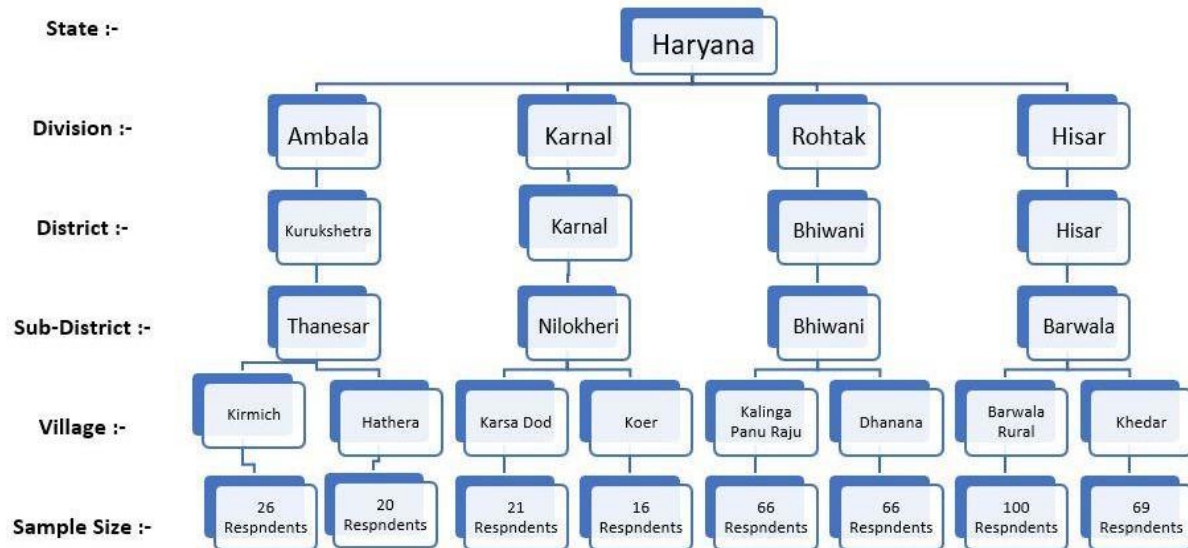 State :-
Haryana
Division :-
Ambala
Karnal
Rohtak
Hisar
District :-
Kurukshetra
Karnal
Bhiwani
Hisar
Sub-District :-
Thanesar
Nilokheri
Bhiwani
Barwala
Village :-
Kirmich
Hathera
Karsa Dod
Koer
Kalinga
Panu Raju
Dhanana
Barwala
Rural
Khedar
Sample Size :-
26
Respndents
20
Respndents
21
Respndents
16
Respndents
66
Respndents
66
Respndents
100
Respndents
69
Respndents